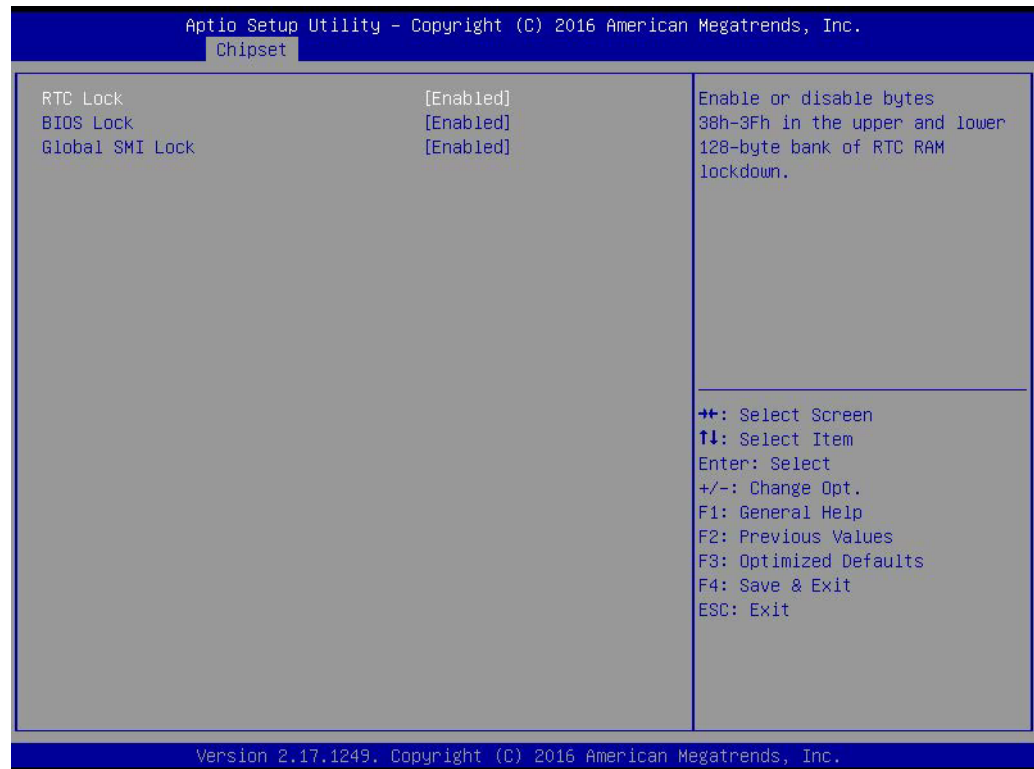 Aptio Setup Utility – Copyright (C) 2016 American Megatrends, Inc.
Chipset
RTC Lock [Enabled]
BIOS Lock [Enabled]
Global SMI Lock [Enabled]
Enable or disable bytes
38h-3Fh in the upper and lower
128-byte bank of RTC RAM
lockdown.
→←: Select Screen
↑↓: Select Item
Enter: Select
+/-: Change Opt.
F1: General Help
F2: Previous Values
F3: Optimized Defaults
F4: Save & Exit
ESC: Exit
Version 2.17.1249. Copyright (C) 2016 American Megatrends, Inc.